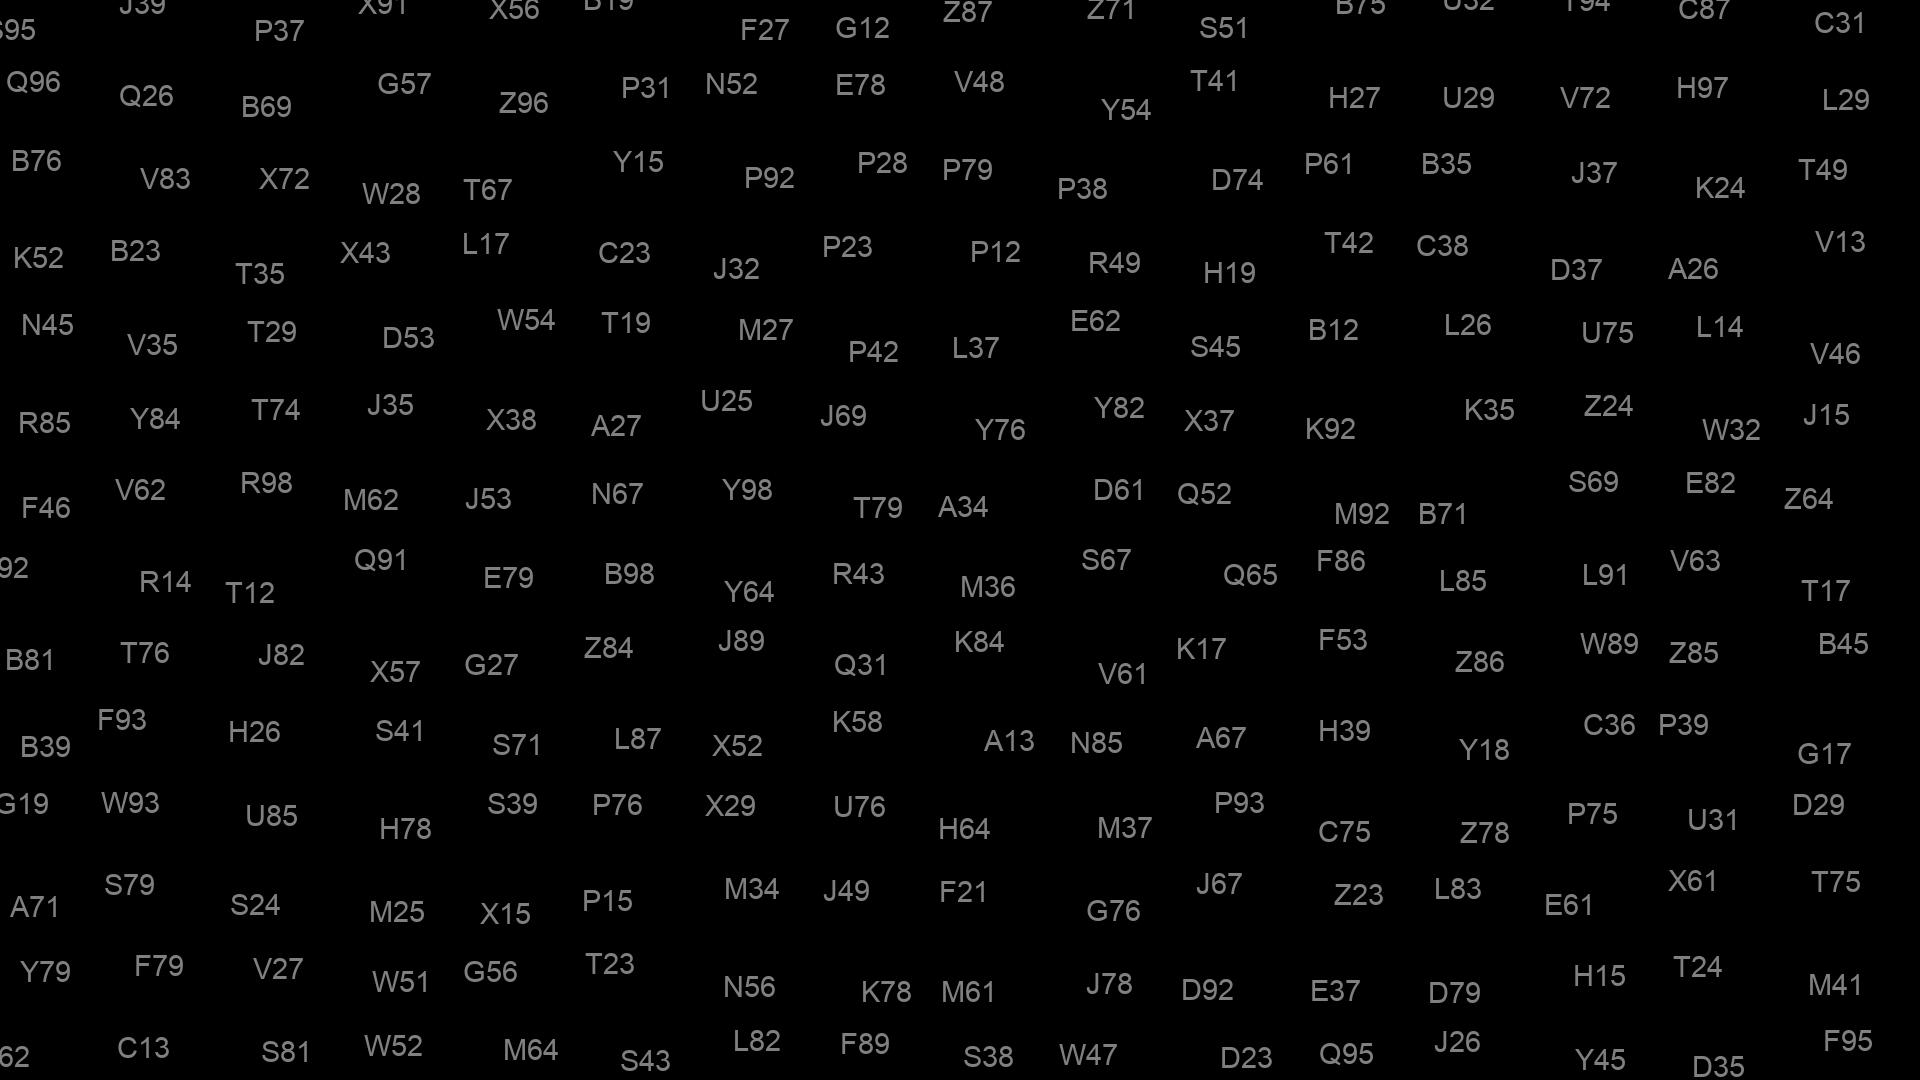 J39 X91 X56 B19 Z87 Z71 B75 U32 T94 C87
S95 P37 F27 G12 S51 C31
Q96 Q26 B69 G57 Z96 P31 N52 E78 V48 Y54 T41 H27 U29 V72 H97 L29
B76 V83 X72 W28 T67 Y15 P92 P28 P79 P38 D74 P61 B35 J37 K24 T49
K52 B23 T35 X43 L17 C23 J32 P23 P12 R49 H19 T42 C38 D37 A26 V13
N45 V35 T29 D53 W54 T19 M27 P42 L37 E62 S45 B12 L26 U75 L14 V46
R85 Y84 T74 J35 X38 A27 U25 J69 Y76 Y82 X37 K92 K35 Z24 W32 J15
F46 V62 R98 M62 J53 N67 Y98 T79 A34 D61 Q52 M92 B71 S69 E82 Z64
92 R14 T12 Q91 E79 B98 Y64 R43 M36 S67 Q65 F86 L85 L91 V63 T17
B81 T76 J82 X57 G27 Z84 J89 Q31 K84 V61 K17 F53 Z86 W89 Z85 B45
B39 F93 H26 S41 S71 L87 X52 K58 A13 N85 A67 H39 Y18 C36 P39 G17
G19 W93 U85 H78 S39 P76 X29 U76 H64 M37 P93 C75 Z78 P75 U31 D29
A71 S79 S24 M25 X15 P15 M34 J49 F21 G76 J67 Z23 L83 E61 X61 T75
Y79 F79 V27 W51 G56 T23 N56 K78 M61 J78 D92 E37 D79 H15 T24 M41
62 C13 S81 W52 M64 S43 L82 F89 S38 W47 D23 Q95 J26 Y45 D35 F95